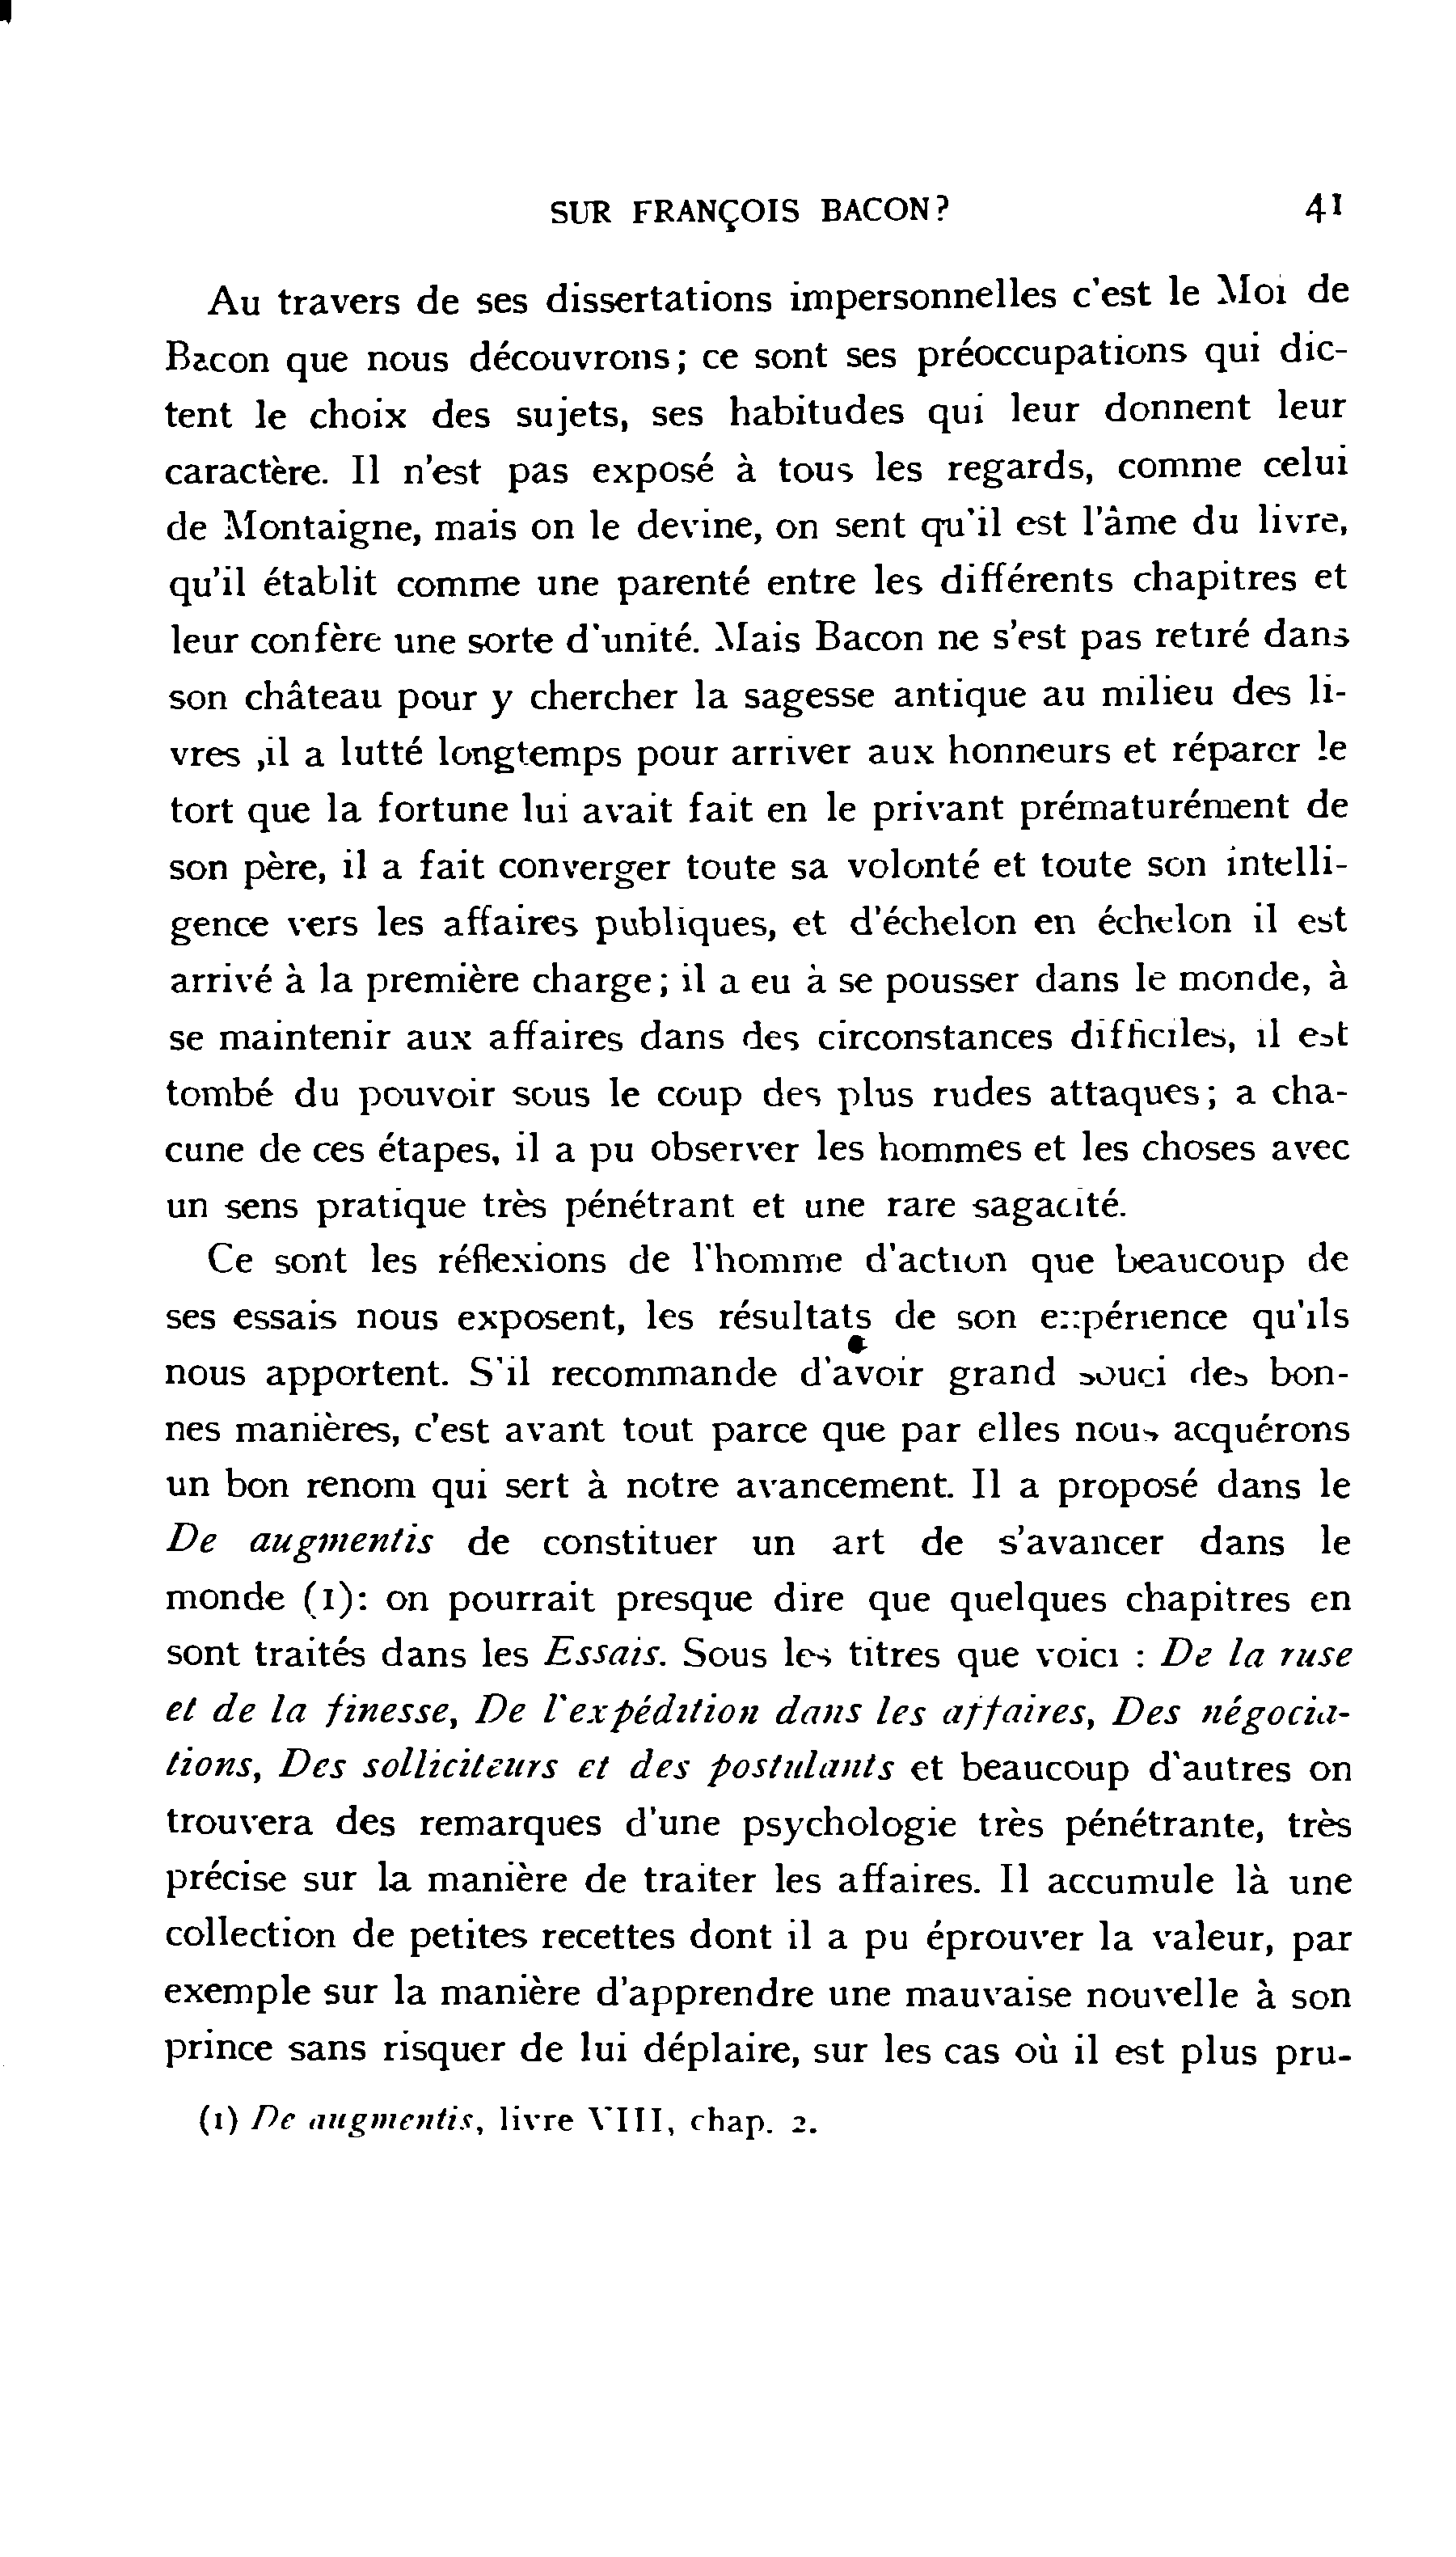 SUR FRANÇOIS BACON? 41
Au travers de ses dissertations impersonnelles c'est le Moi de
Bacon que nous découvrons; ce sont ses préoccupations qui dic-
tent le choix des sujets, ses habitudes qui leur donnent leur
caractère. Il n'est pas exposé à tous les regards, comme celui
de Montaigne, mais on le devine, on sent qu'il est l'âme du livre,
qu'il établit comme une parenté entre les différents chapitres et
leur confère une sorte d'unité. Mais Bacon ne s'est pas retiré dans
son château pour y chercher la sagesse antique au milieu des li-
vres ,il a lutté longtemps pour arriver aux honneurs et réparer le
tort que la fortune lui avait fait en le privant prématurément de
son père, il a fait converger toute sa volonté et toute son intelli-
gence vers les affaires publiques, et d'échelon en échelon il est
arrivé à la première charge; il a eu à se pousser dans le monde, à
se maintenir aux affaires dans des circonstances difficiles, il est
tombé du pouvoir sous le coup des plus rudes attaques; a cha-
cune de ces étapes, il a pu observer les hommes et les choses avec
un sens pratique très pénétrant et une rare sagacité.
Ce sont les réflexions de l'homme d'action que beaucoup de
ses essais nous exposent, les résultats de son expérience qu'ils
nous apportent. S'il recommande d'avoir grand souci des bon-
nes manières, c'est avant tout parce que par elles nous acquérons
un bon renom qui sert à notre avancement. Il a proposé dans le
De augmentis de constituer un art de s'avancer dans le
monde (1): on pourrait presque dire que quelques chapitres en
sont traités dans les Essais. Sous les titres que voici : De la ruse
et de la finesse, De l'expédition dans les affaires, Des négocia-
tions, Des solliciteurs et des postulants et beaucoup d'autres on
trouvera des remarques d'une psychologie très pénétrante, très
précise sur la manière de traiter les affaires. Il accumule là une
collection de petites recettes dont il a pu éprouver la valeur, par
exemple sur la manière d'apprendre une mauvaise nouvelle à son
prince sans risquer de lui déplaire, sur les cas où il est plus pru-
(1) De augmentis, livre VIII, chap. 2.